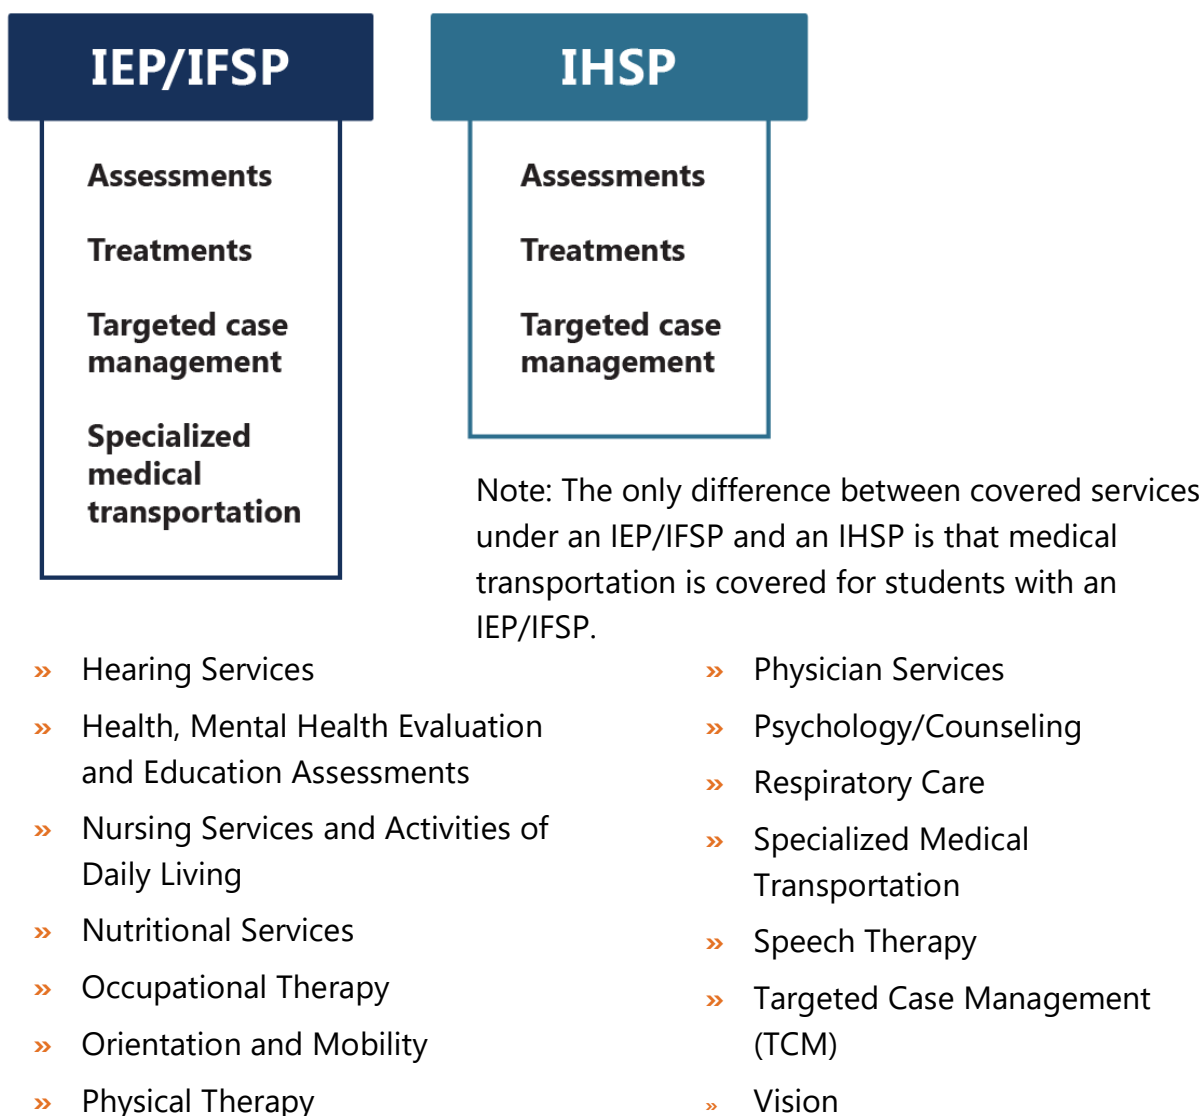 IEP/IFSP
Assessments
Treatments
Targeted case
management
Specialized
medical
transportation
IHSP
Assessments
Treatments
Targeted case
management
Note: The only difference between covered services
under an IEP/IFSP and an IHSP is that medical
transportation is covered for students with an
IEP/IFSP.
» Hearing Services
» Health, Mental Health Evaluation
and Education Assessments
» Nursing Services and Activities of
Daily Living
» Nutritional Services
» Occupational Therapy
» Orientation and Mobility
» Physical Therapy
» Physician Services
» Psychology/Counseling
» Respiratory Care
» Specialized Medical
Transportation
» Speech Therapy
» Targeted Case Management
(TCM)
» Vision